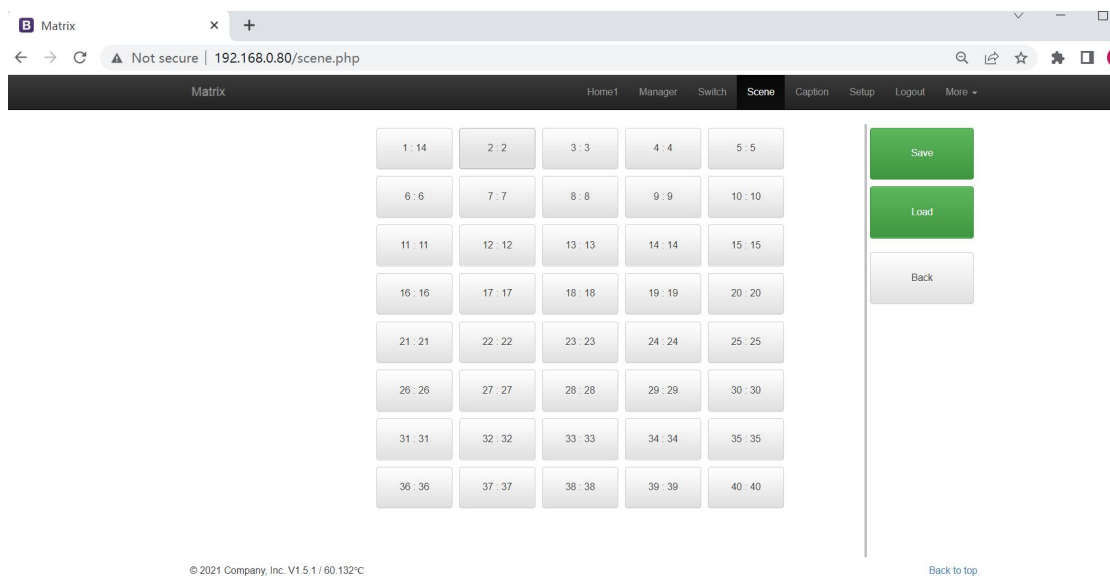 B Matrix
Not secure | 192.168.0.80/scene.php
Matrix Home1 Manager Switch Scene Caption Setup Logout More
1 : 14 2 : 2 3 : 3 4 : 4 5 : 5 Save
6 : 6 7 : 7 8 : 8 9 : 9 10 : 10 Load
11 : 11 12 : 12 13 : 13 14 : 14 15 : 15
16 : 16 17 : 17 18 : 18 19 : 19 20 : 20 Back
21 : 21 22 : 22 23 : 23 24 : 24 25 : 25
26 : 26 27 : 27 28 : 28 29 : 29 30 : 30
31 : 31 32 : 32 33 : 33 34 : 34 35 : 35
36 : 36 37 : 37 38 : 38 39 : 39 40 : 40
© 2021 Company, Inc. V1.5.1 / 60.132°C Back to top